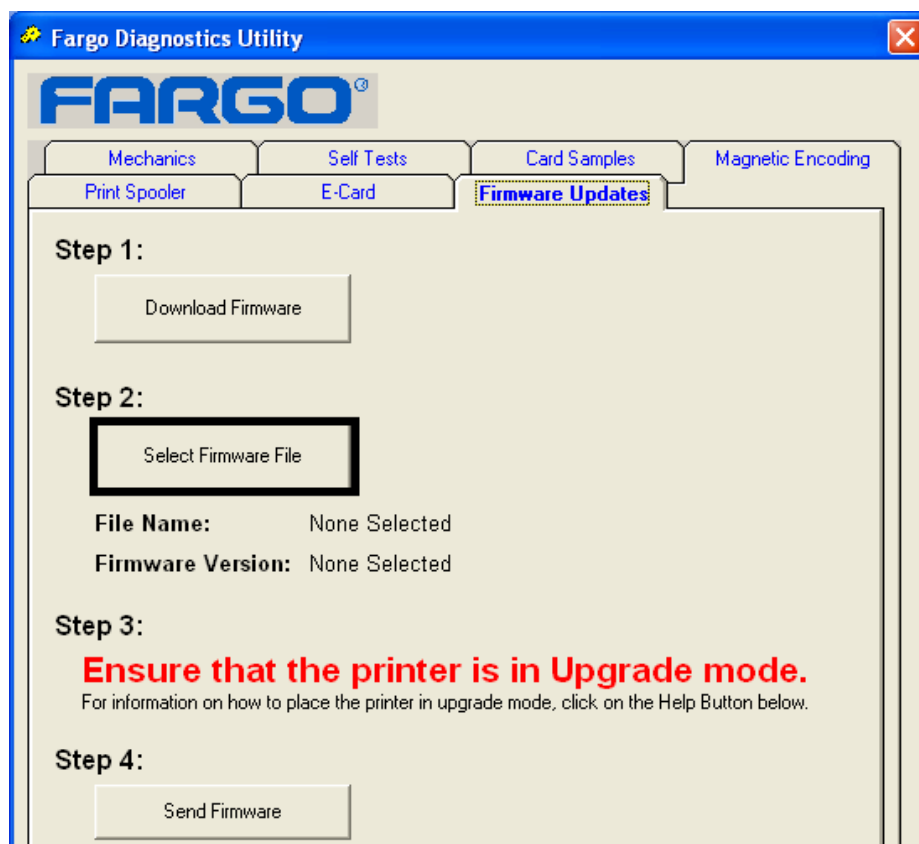 Fargo Diagnostics Utility
FARGO®
Mechanics Self Tests Card Samples Magnetic Encoding
Print Spooler E-Card Firmware Updates
Step 1:
Download Firmware
Step 2:
Select Firmware File
File Name: None Selected
Firmware Version: None Selected
Step 3:
Ensure that the printer is in Upgrade mode.
For information on how to place the printer in upgrade mode, click on the Help Button below.
Step 4:
Send Firmware